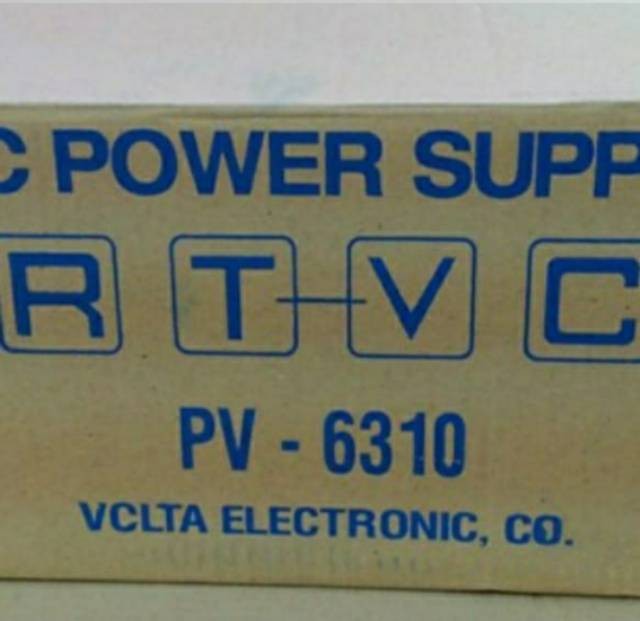 C POWER SUPP
R T-V C
PV - 6310
VCLTA ELECTRONIC, CO.